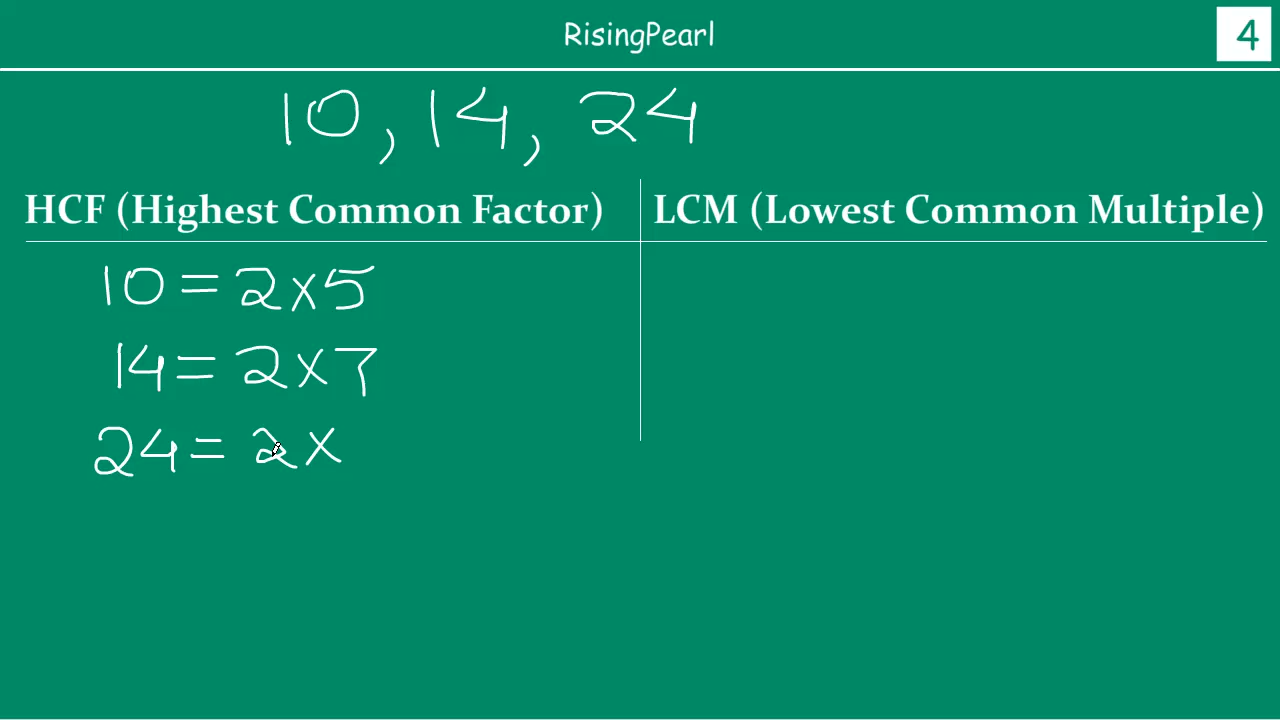 RisingPearl
4
10, 14, 24
HCF (Highest Common Factor)
LCM (Lowest Common Multiple)
10 = 2 x 5
14 = 2 x 7
24 = 2 x